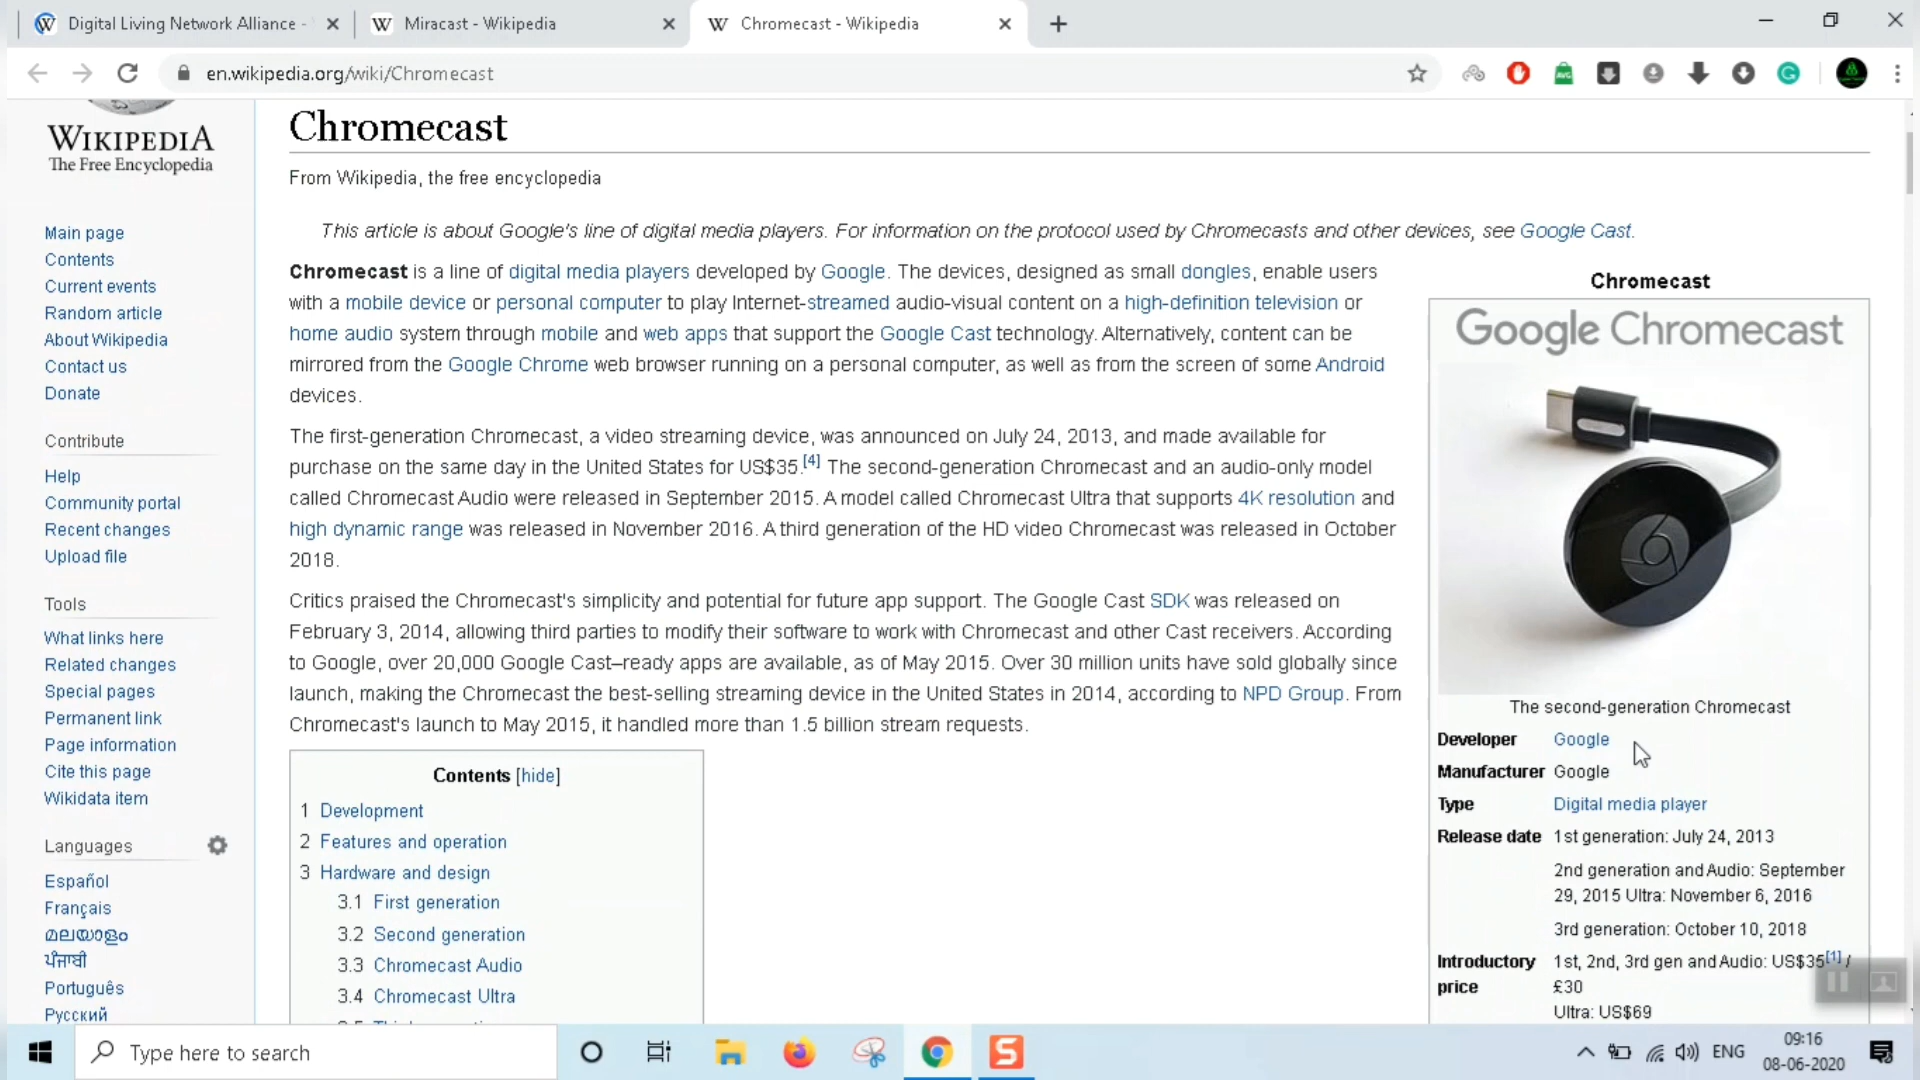 Digital Living Network Alliance -
Miracast - Wikipedia
Chromecast - Wikipedia
en.wikipedia.org/wiki/Chromecast
WIKIPEDIA
The Free Encyclopedia
Main page
Contents
Current events
Random article
About Wikipedia
Contact us
Donate
Contribute
Help
Community portal
Recent changes
Upload file
Tools
What links here
Related changes
Special pages
Permanent link
Page information
Cite this page
Wikidata item
Languages
Español
Français
മലയാളം
ਪੰਜਾਬੀ
Português
Русский
Chromecast
From Wikipedia, the free encyclopedia
This article is about Google's line of digital media players. For information on the protocol used by Chromecasts and other devices, see Google Cast.
Chromecast is a line of digital media players developed by Google. The devices, designed as small dongles, enable users
with a mobile device or personal computer to play Internet-streamed audio-visual content on a high-definition television or
home audio system through mobile and web apps that support the Google Cast technology. Alternatively, content can be
mirrored from the Google Chrome web browser running on a personal computer, as well as from the screen of some Android
devices.
The first-generation Chromecast, a video streaming device, was announced on July 24, 2013, and made available for
purchase on the same day in the United States for US$35.[4] The second-generation Chromecast and an audio-only model
called Chromecast Audio were released in September 2015. A model called Chromecast Ultra that supports 4K resolution and
high dynamic range was released in November 2016. A third generation of the HD video Chromecast was released in October
2018.
Critics praised the Chromecast's simplicity and potential for future app support. The Google Cast SDK was released on
February 3, 2014, allowing third parties to modify their software to work with Chromecast and other Cast receivers. According
to Google, over 20,000 Google Cast–ready apps are available, as of May 2015. Over 30 million units have sold globally since
launch, making the Chromecast the best-selling streaming device in the United States in 2014, according to NPD Group. From
Chromecast's launch to May 2015, it handled more than 1.5 billion stream requests.
Contents [hide]
1 Development
2 Features and operation
3 Hardware and design
3.1 First generation
3.2 Second generation
3.3 Chromecast Audio
3.4 Chromecast Ultra
Chromecast
Google Chromecast
The second-generation Chromecast
Developer Google
Manufacturer Google
Type Digital media player
Release date 1st generation: July 24, 2013
2nd generation and Audio: September
29, 2015 Ultra: November 6, 2016
3rd generation: October 10, 2018
Introductory 1st, 2nd, 3rd gen and Audio: US$35[1] /
price £30
Ultra: US$69
Type here to search
ENG
09:16
08-06-2020